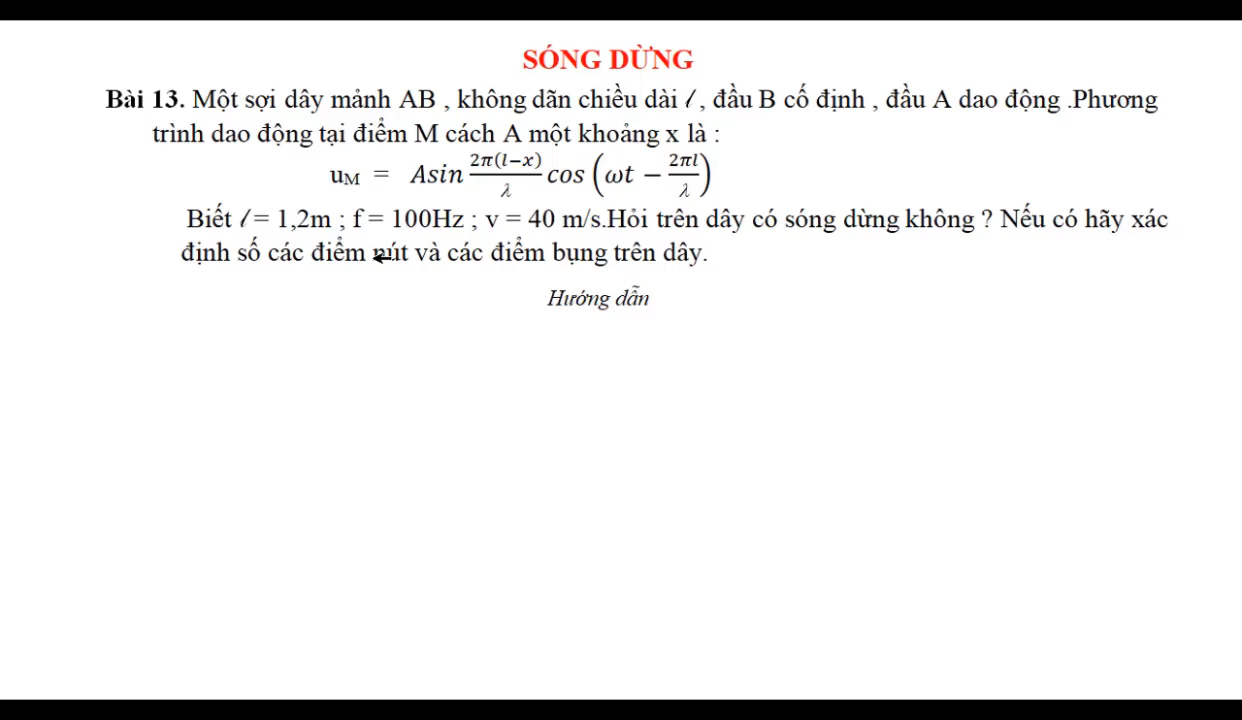 SÓNG DỪNG
Bài 13. Một sợi dây mảnh AB , không dãn chiều dài l , đầu B cố định , đầu A dao động .Phương
trình dao động tại điểm M cách A một khoảng x là :
u_M = Asin \frac{2π(l−x)}{λ} cos (ωt − \frac{2πl}{λ})
Biết l = 1,2m ; f = 100Hz ; v = 40 m/s.Hỏi trên dây có sóng dừng không ? Nếu có hãy xác
định số các điểm nút và các điểm bụng trên dây.
Hướng dẫn